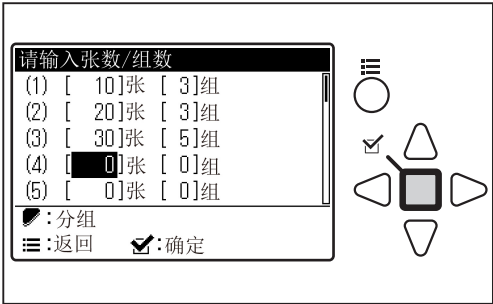 请输入张数/组数
(1) [ 10]张 [ 3]组
(2) [ 20]张 [ 3]组
(3) [ 30]张 [ 5]组
(4) [ 0]张 [ 0]组
(5) [ 0]张 [ 0]组
:分组
:返回 :确定